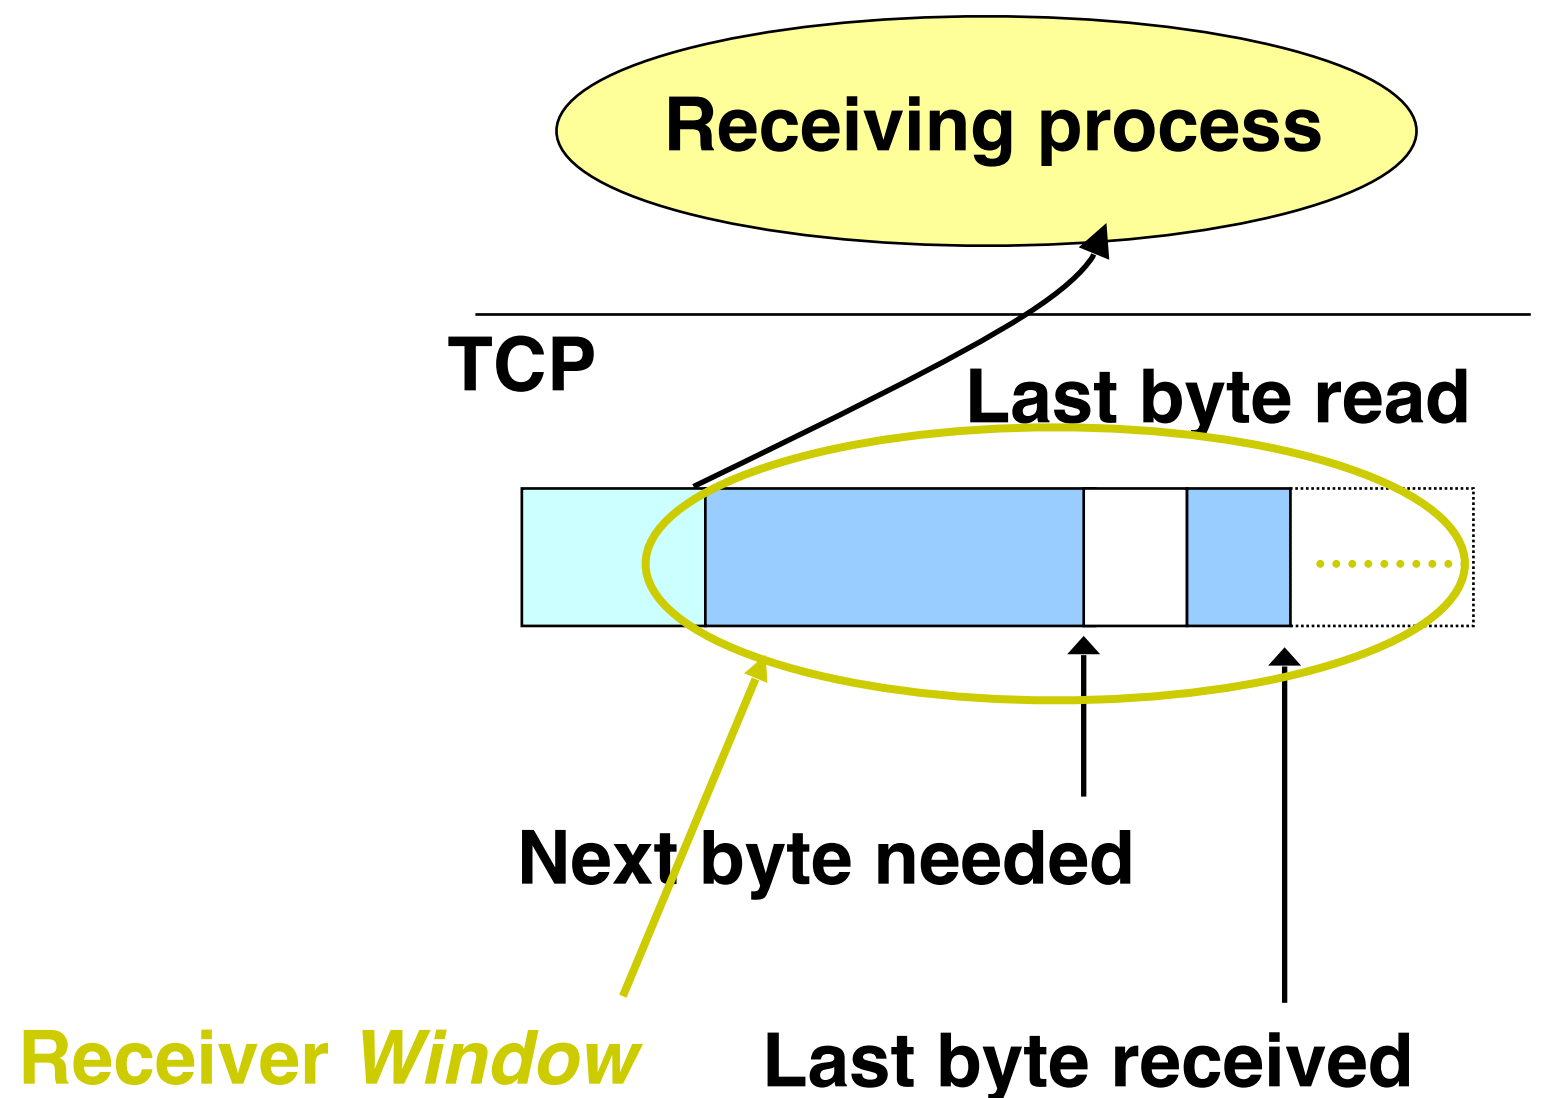 Receiving process
TCP
Last byte read
Next byte needed
Receiver Window
Last byte received